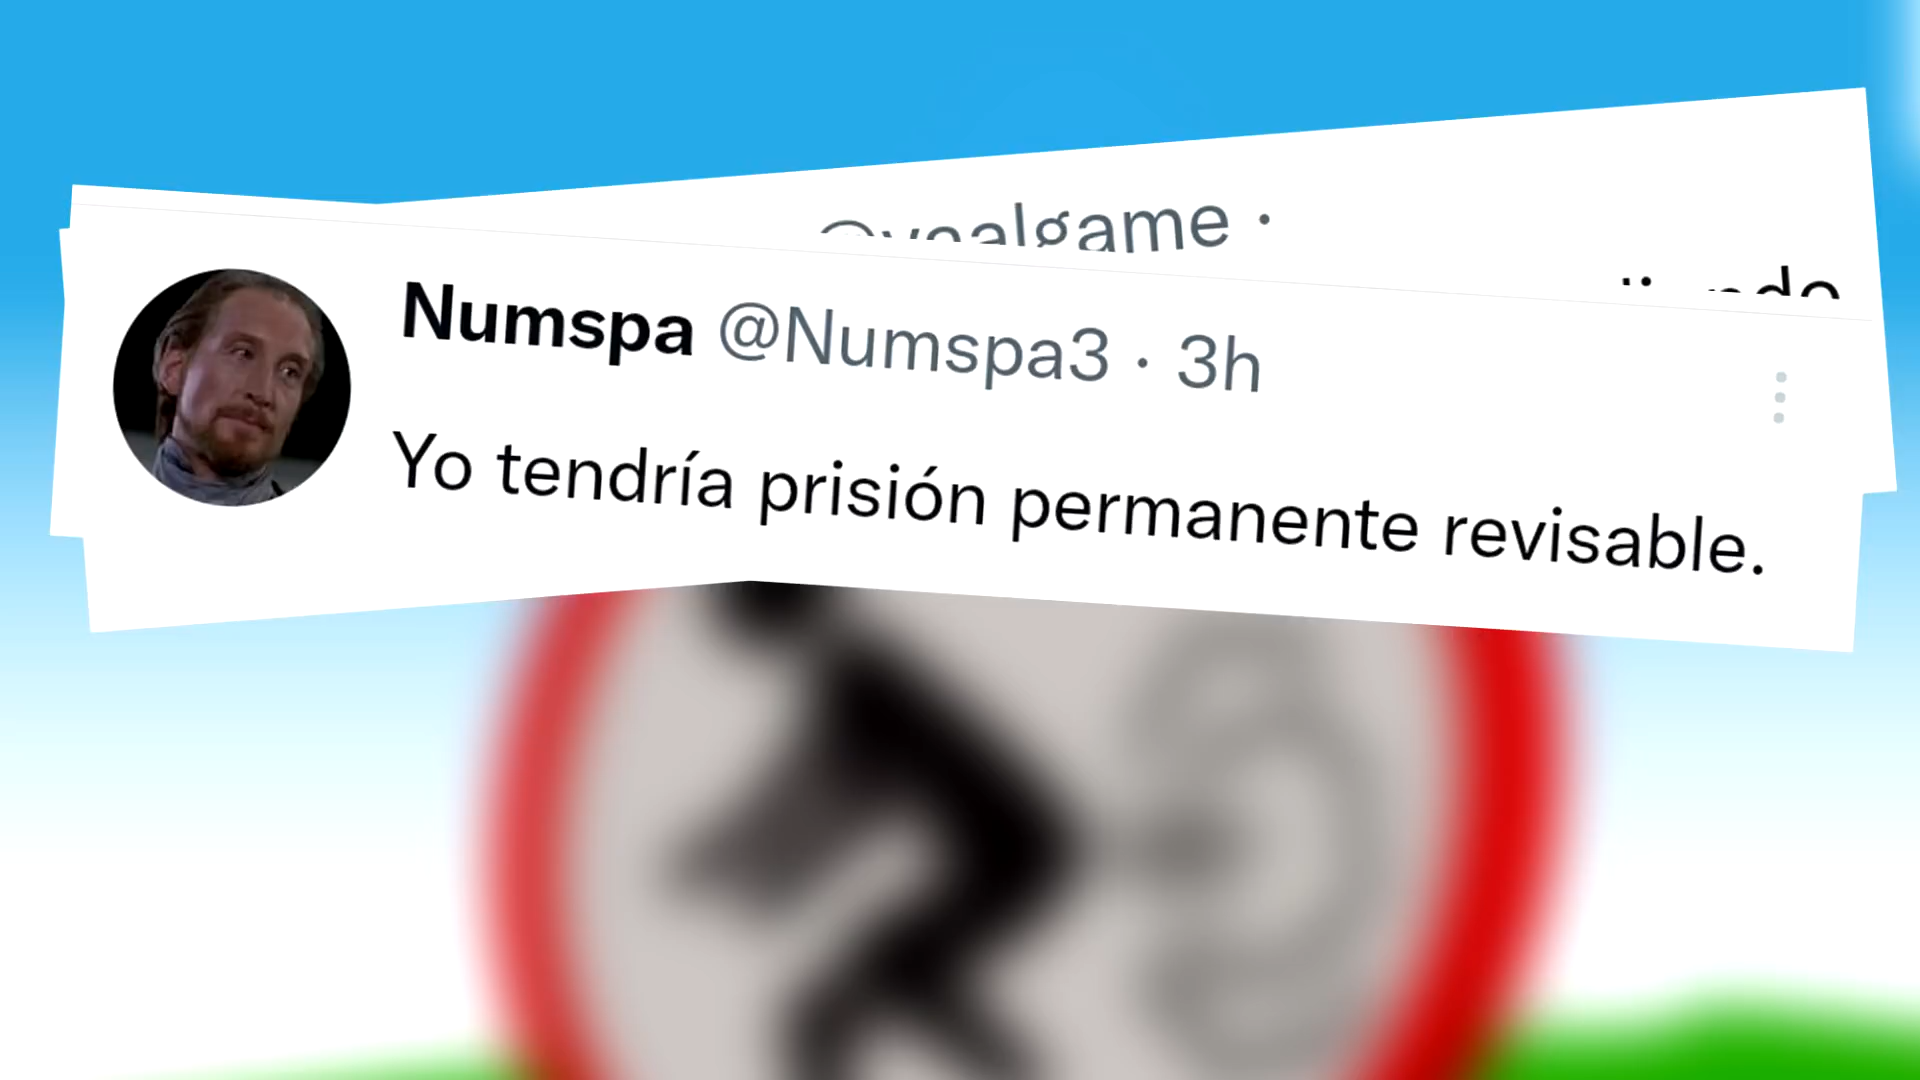 Numspa @Numspa3 · 3h
Yo tendría prisión permanente revisable.